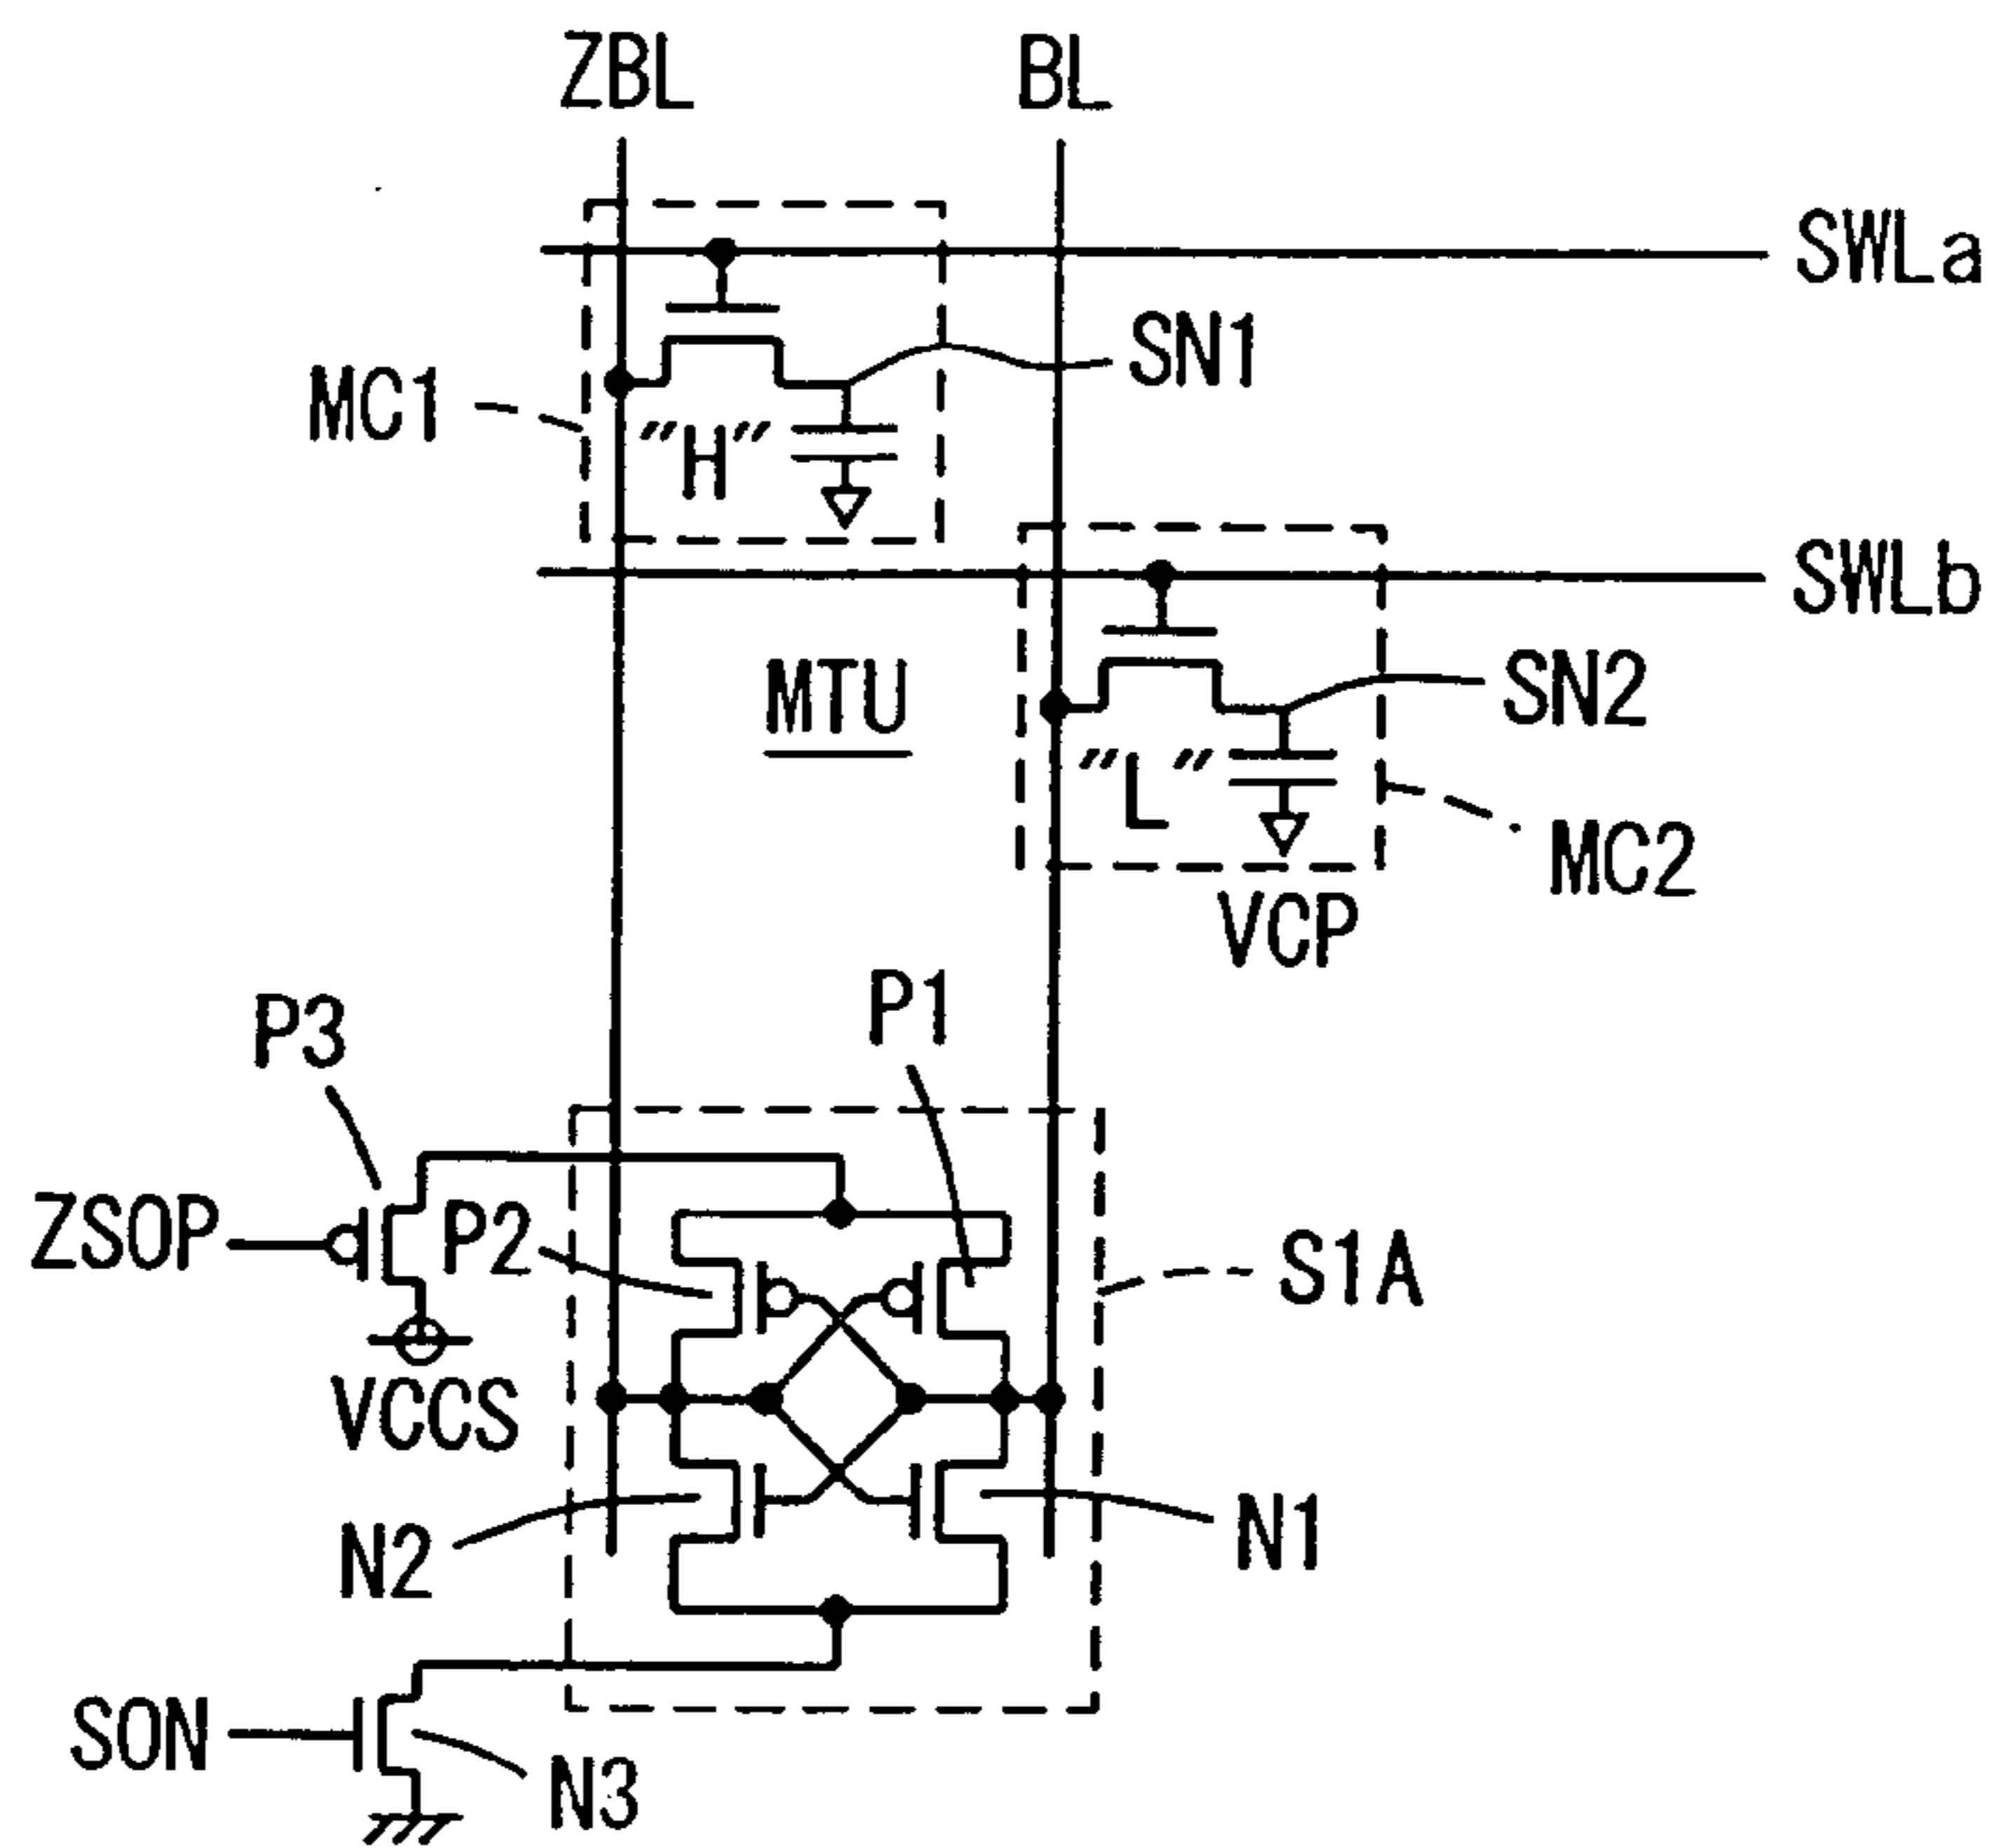 ZBL
BL
SWLa
SN1
MC1
"H"
SWLb
MTU
SN2
"L"
MC2
VCP
P1
P3
ZSOP
P2
S1A
VCCS
N2
N1
SON
N3